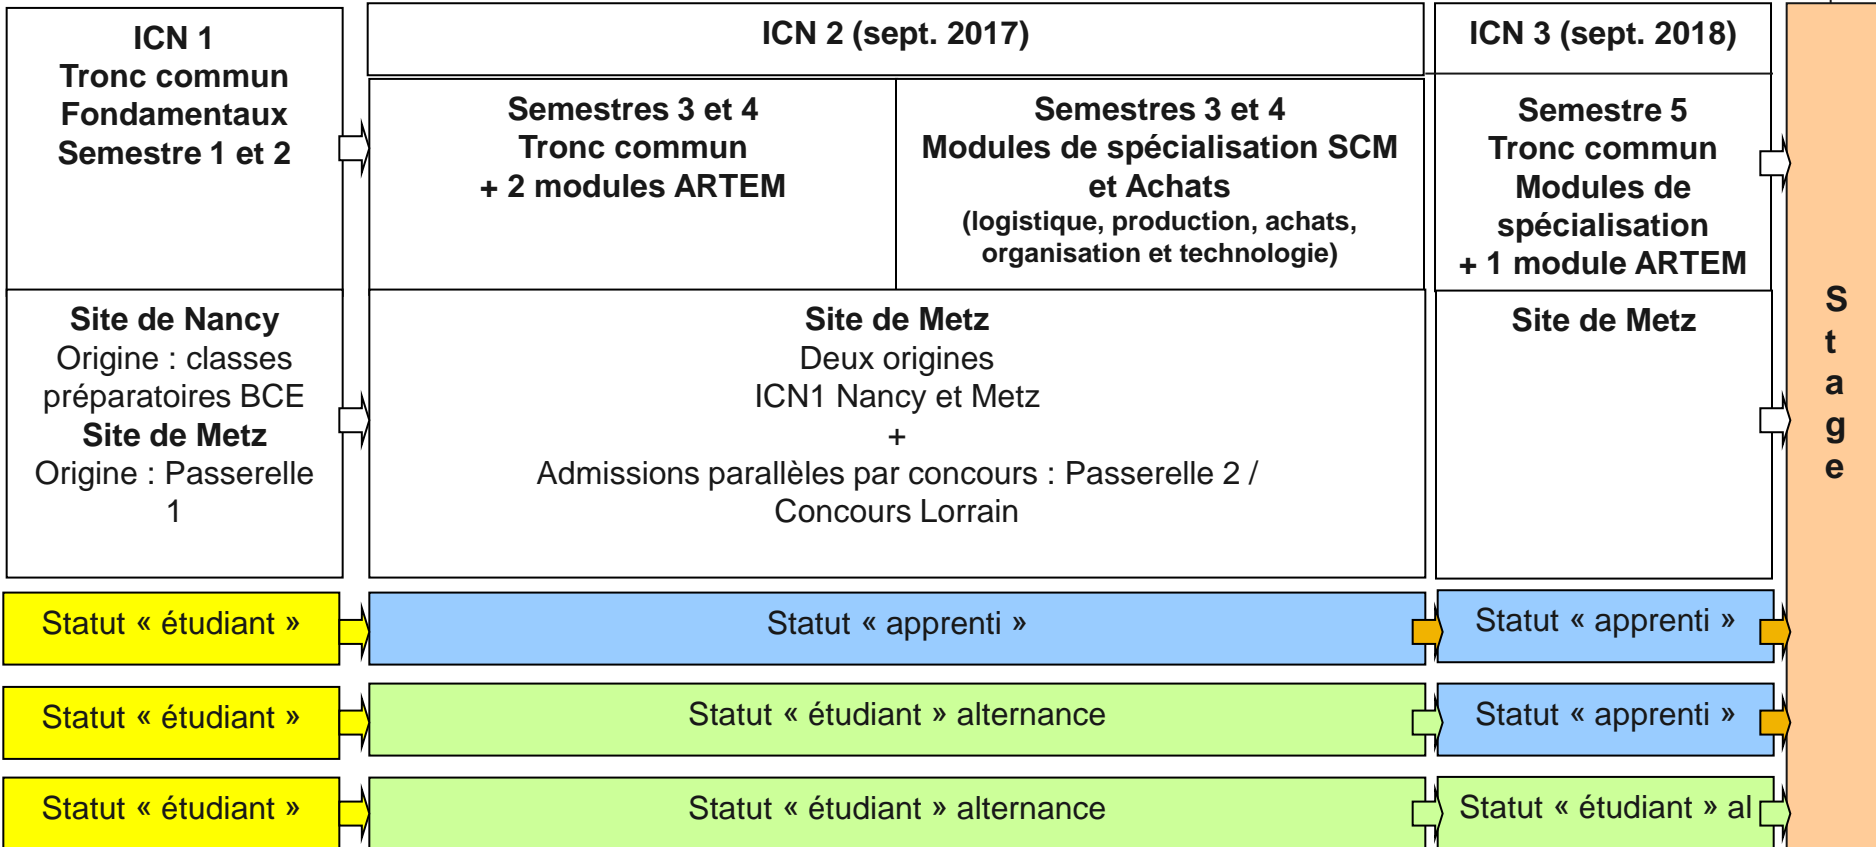 ICN 1
Tronc commun
Fondamentaux
Semestre 1 et 2
ICN 2 (sept. 2017)
ICN 3 (sept. 2018)
Semestres 3 et 4
Tronc commun
+ 2 modules ARTEM
Semestres 3 et 4
Modules de spécialisation SCM
et Achats
(logistique, production, achats,
organisation et technologie)
Semestre 5
Tronc commun
Modules de
spécialisation
+ 1 module ARTEM
Site de Nancy
Origine : classes
préparatoires BCE
Site de Metz
Origine : Passerelle
1
Site de Metz
Deux origines
ICN1 Nancy et Metz
+
Admissions parallèles par concours : Passerelle 2 /
Concours Lorrain
Site de Metz
Stage
Statut « étudiant »
Statut « apprenti »
Statut « apprenti »
Statut « étudiant »
Statut « étudiant » alternance
Statut « apprenti »
Statut « étudiant »
Statut « étudiant » alternance
Statut « étudiant » al